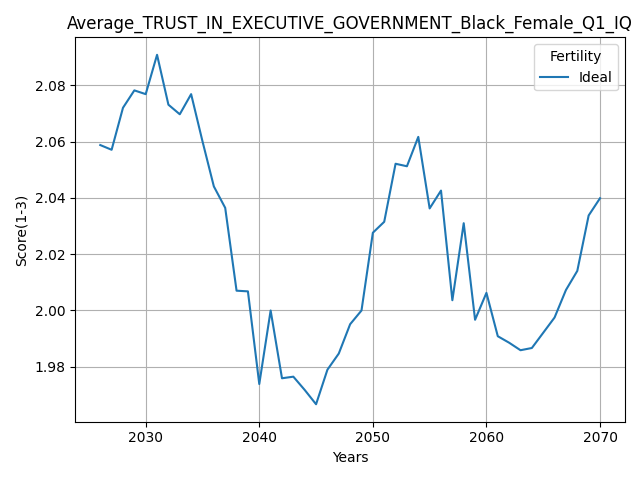 Average_TRUST_IN_EXECUTIVE_GOVERNMENT_Black_Female_Q1_IQ
Fertility
Ideal
2.08
2.06
2.04
2.02
2.00
1.98
Score(1-3)
2030 2040 2050 2060 2070
Years